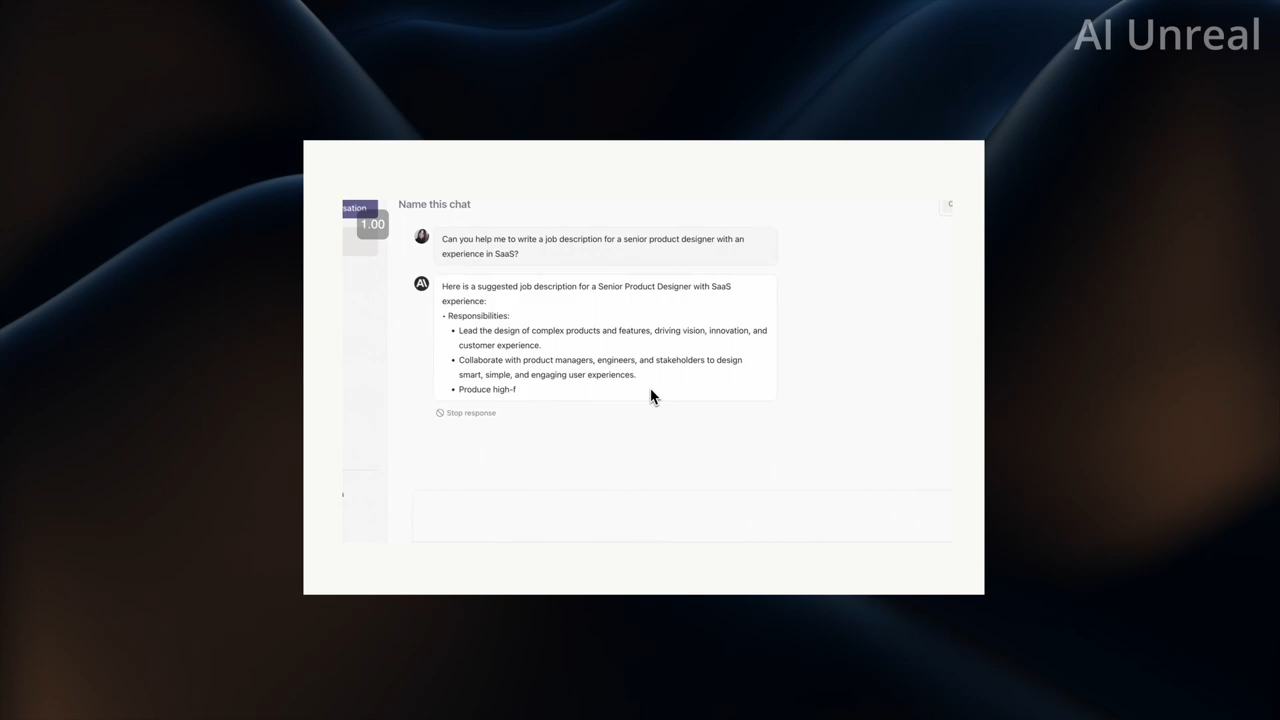 AI Unreal
sation
1.00
Name this chat
Can you help me to write a job description for a senior product designer with an
experience in SaaS?
Here is a suggested job description for a Senior Product Designer with SaaS
experience:
- Responsibilities:
• Lead the design of complex products and features, driving vision, innovation, and
customer experience.
• Collaborate with product managers, engineers, and stakeholders to design
smart, simple, and engaging user experiences.
• Produce high-f
Stop response